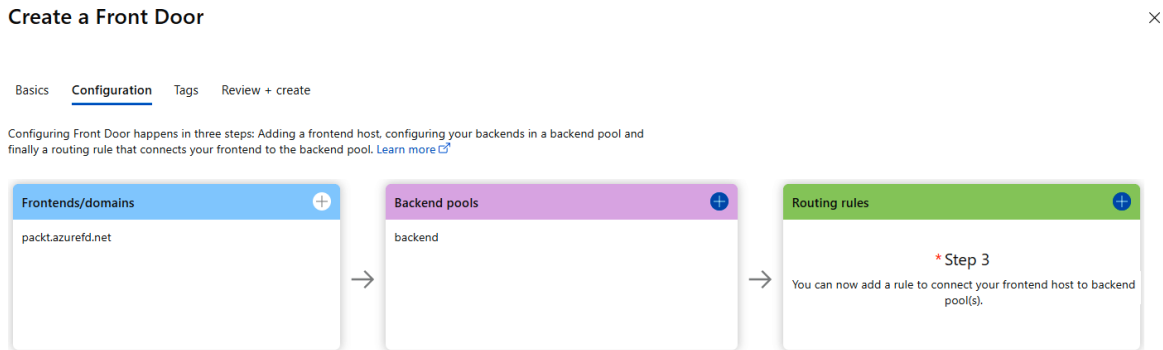 Create a Front Door
Basics Configuration Tags Review + create
Configuring Front Door happens in three steps: Adding a frontend host, configuring your backends in a backend pool and
finally a routing rule that connects your frontend to the backend pool. Learn more
Frontends/domains
packt.azurefd.net
Backend pools
backend
Routing rules
* Step 3
You can now add a rule to connect your frontend host to backend
pool(s).